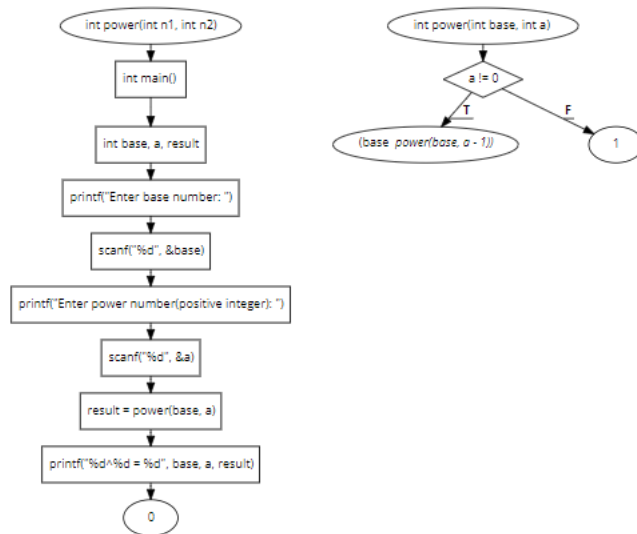 int power(int n1, int n2)
int main()
int base, a, result
printf("Enter base number: ")
scanf("%d", &base)
printf("Enter power number(positive integer): ")
scanf("%d", &a)
result = power(base, a)
printf("%d^%d = %d", base, a, result)
0
int power(int base, int a)
a != 0
T
F
(base power(base, a - 1))
1